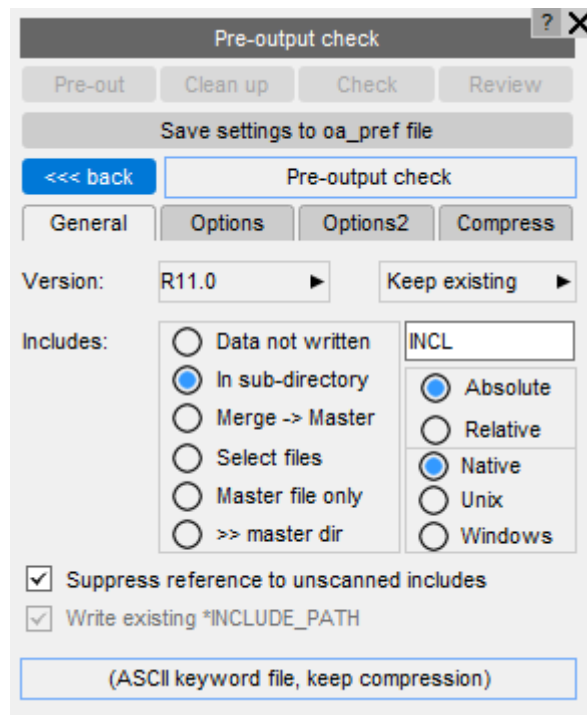 ?
Pre-output check
Pre-out Clean up Check Review
Save settings to oa_pref file
<<< back Pre-output check
General Options Options2 Compress
Version: R11.0 Keep existing
Includes: Data not written INCL
In sub-directory Absolute
Merge -> Master Relative
Select files Native
Master file only Unix
>> master dir Windows
Suppress reference to unscanned includes
Write existing *INCLUDE_PATH
(ASCII keyword file, keep compression)